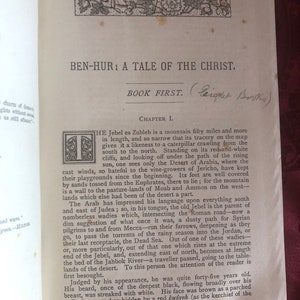 BEN-HUR: A TALE OF THE CHRIST.
BOOK FIRST.
CHAPTER I.
THE Jebel es Zubleh is a mountain fifty miles and more
in length, and so narrow that its tracery on the map
gives it a likeness to a caterpillar crawling from the
south to the north. Standing on its red-and-white
cliffs, and looking off under the path of the rising
sun, one sees only the Desert of Arabia, where the
east winds, so hateful to the vine-growers of Jericho, have kept
their playgrounds since the beginning. Its feet are well covered
by sands tossed from the Euphrates, there to lie; for the mountain
is a wall to the pasture-lands of Moab and Ammon on the west—
lands which else had been of the desert a part.
The Arab has impressed his language upon everything south
and east of Judea; so, in his tongue, the old Jebel is the parent of
numberless wadies which, intersecting the Roman road—now a
dim suggestion of what once it was, a dusty path for Syrian
pilgrims to and from Mecca—run their furrows, deepening as
they go, to pass the torrents of the rainy season into the Jordan, or
their last receptacle, the Dead Sea. Out of one of these wadies—
or, more particularly, out of that one which rises at the extreme
end of the Jebel, and, extending east of north, becomes at length
the bed of the Jabbok River—a traveller passed, going to the table-
lands of the desert. To this person the attention of the reader is
first besought.
Judged by his appearance, he was quite forty-five years old.
His beard, once of the deepest black, flowing broadly over his
breast, was streaked with white. His face was brown as a parched